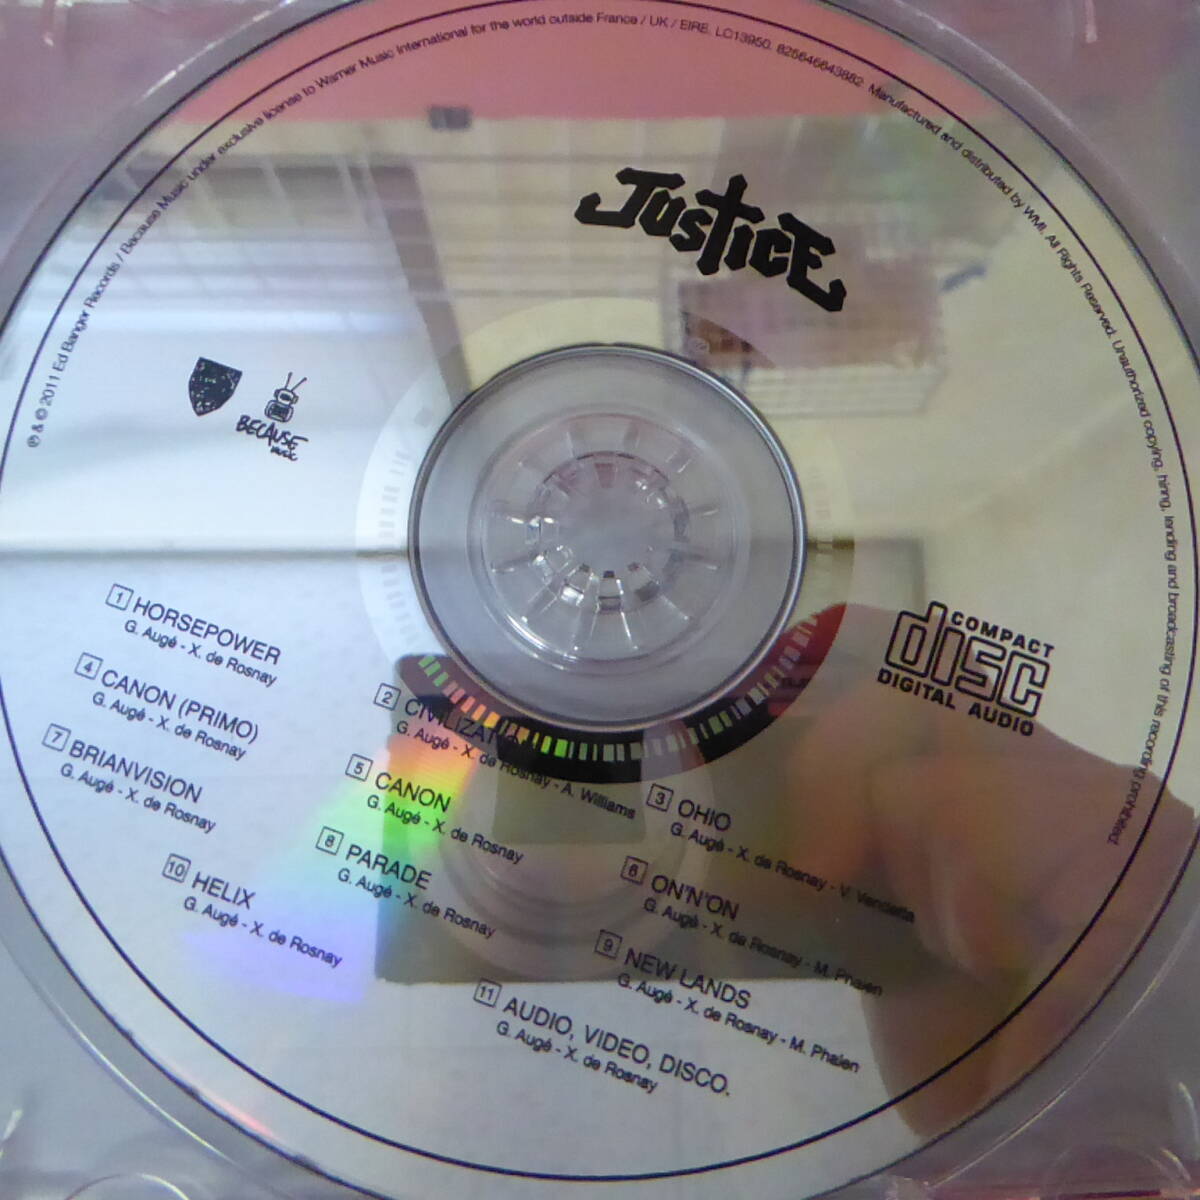 ℗ & © 2011 Ed Banger Records / Because Music under exclusive license to Warner Music International for the world outside France / UK / EIRE. LC13950. 825646643882. Manufactured and distributed by WMI. All Rights Reserved. Unauthorized copying, hiring, lending and broadcasting of this recording prohibited.
JUSTICE
BECAUSE
MUSIC
COMPACT
disc
DIGITAL AUDIO
1 HORSEPOWER
G. Augé - X. de Rosnay
2 CIVILIZATION
G. Augé - X. de Rosnay - A. Williams
3 OHIO
G. Augé - X. de Rosnay - V. Vendetta
4 CANON (PRIMO)
G. Augé - X. de Rosnay
5 CANON
G. Augé - X. de Rosnay
6 ON'N'ON
G. Augé - X. de Rosnay - M. Phalen
7 BRIANVISION
G. Augé - X. de Rosnay
8 PARADE
G. Augé - X. de Rosnay
9 NEW LANDS
G. Augé - X. de Rosnay - M. Phalen
10 HELIX
G. Augé - X. de Rosnay
11 AUDIO, VIDEO, DISCO.
G. Augé - X. de Rosnay